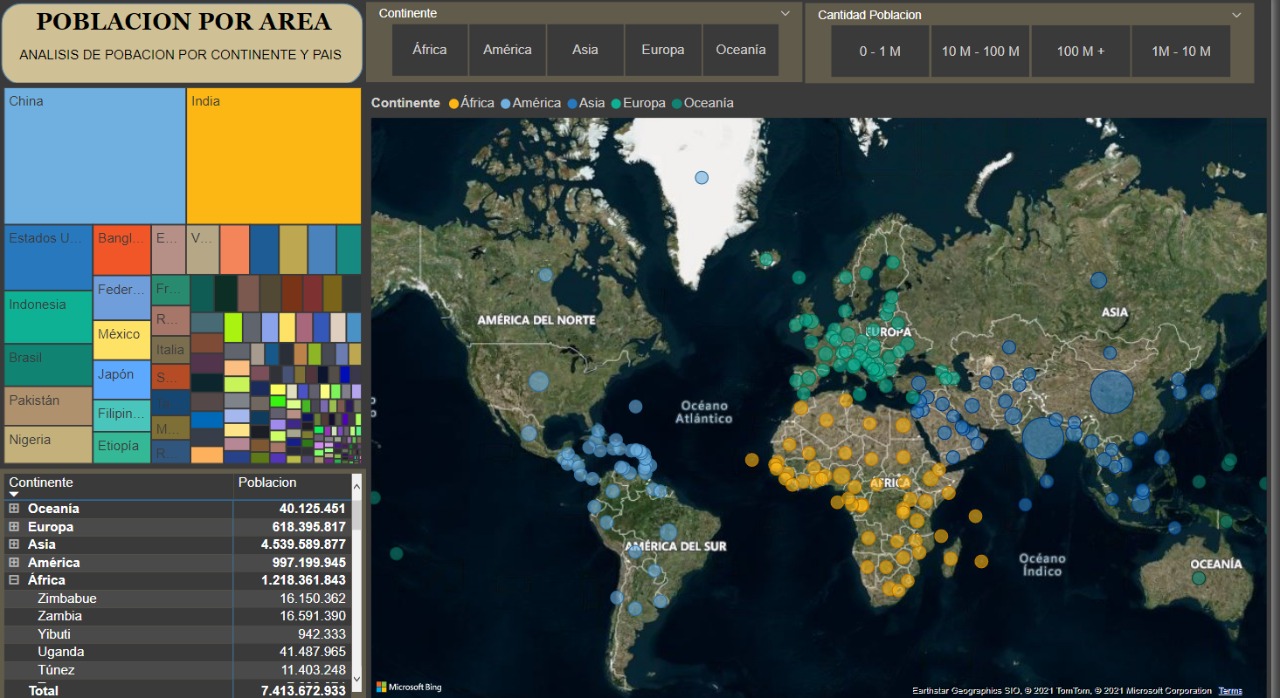 POBLACION POR AREA
ANALISIS DE POBACION POR CONTINENTE Y PAIS
Continente
África América Asia Europa Oceanía
Cantidad Poblacion
0 - 1 M 10 M - 100 M 100 M + 1M - 10 M
Continente África América Asia Europa Oceanía
China
India
Estados U...
Bangl...
E...
V...
Indonesia
Feder...
Fr...
Brasil
México
R...
Italia
Pakistán
Japón
S...
Nigeria
Filipin...
M...
Etiopía
R...
AMÉRICA DEL NORTE
EUROPA
ASIA
Océano
Atlántico
ÁFRICA
AMÉRICA DEL SUR
Océano
Índico
OCEANÍA
Continente Poblacion
Oceanía 40.125.451
Europa 618.395.817
Asia 4.539.589.877
América 997.199.945
África 1.218.361.843
Zimbabue 16.150.362
Zambia 16.591.390
Yibuti 942.333
Uganda 41.487.965
Túnez 11.403.248
Total 7.413.672.933
Microsoft Bing
Earthstar Geographics SIO, © 2021 TomTom, © 2021 Microsoft Corporation Terms